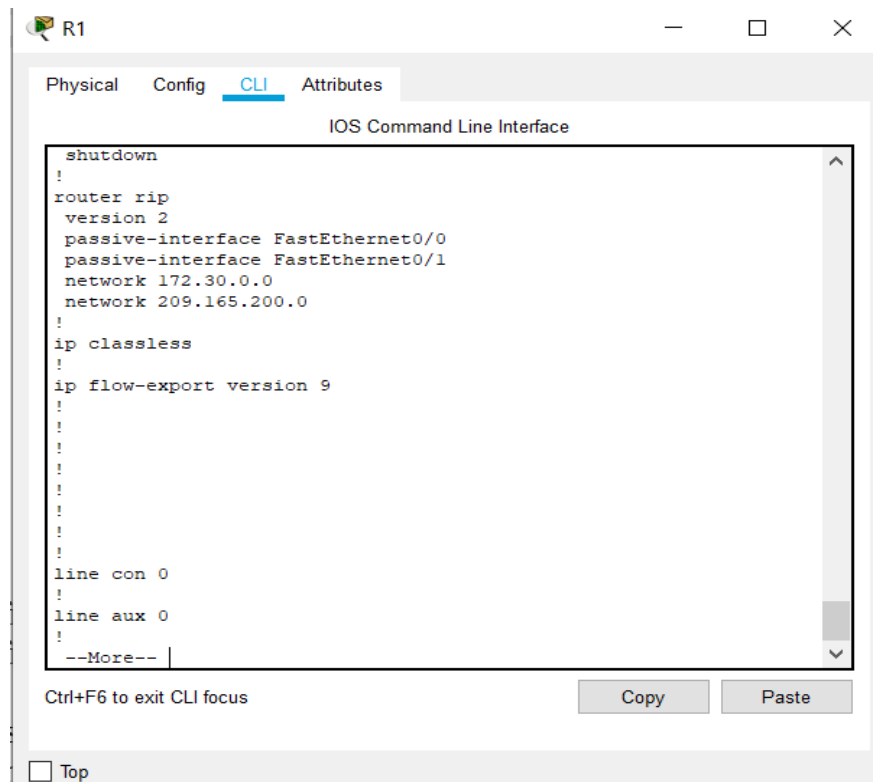 R1
Physical Config CLI Attributes
IOS Command Line Interface
shutdown
!
router rip
version 2
passive-interface FastEthernet0/0
passive-interface FastEthernet0/1
network 172.30.0.0
network 209.165.200.0
!
ip classless
!
ip flow-export version 9
!
!
!
!
!
!
!
!
line con 0
!
line aux 0
!
--More--
Ctrl+F6 to exit CLI focus
Copy Paste
Top